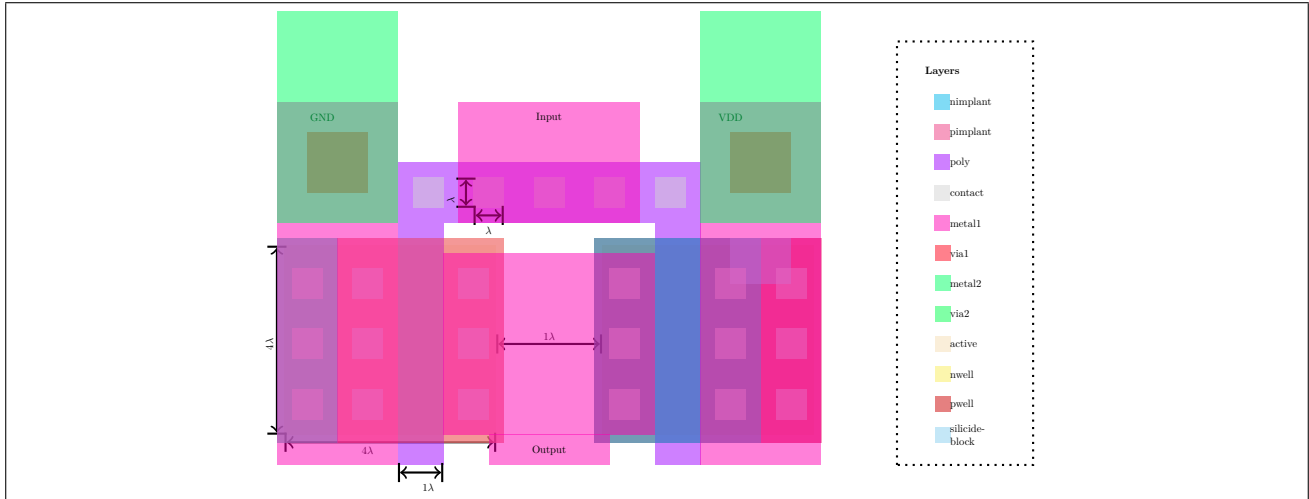 GND
Input
VDD
λ
λ
1λ
4λ
4λ
Output
1λ
Layers
nimplant
pimplant
poly
contact
metal1
via1
metal2
via2
active
nwell
pwell
silicide-
block